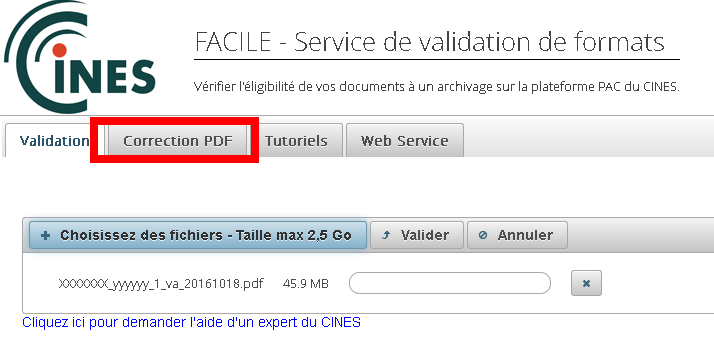 CINES
FACILE - Service de validation de formats
Vérifier l'éligibilité de vos documents à un archivage sur la plateforme PAC du CINES.
Validation Correction PDF Tutoriels Web Service
Choisissez des fichiers - Taille max 2,5 Go Valider Annuler
XXXXXXX_yyyyyy_1_va_20161018.pdf 45.9 MB
Cliquez ici pour demander l'aide d'un expert du CINES